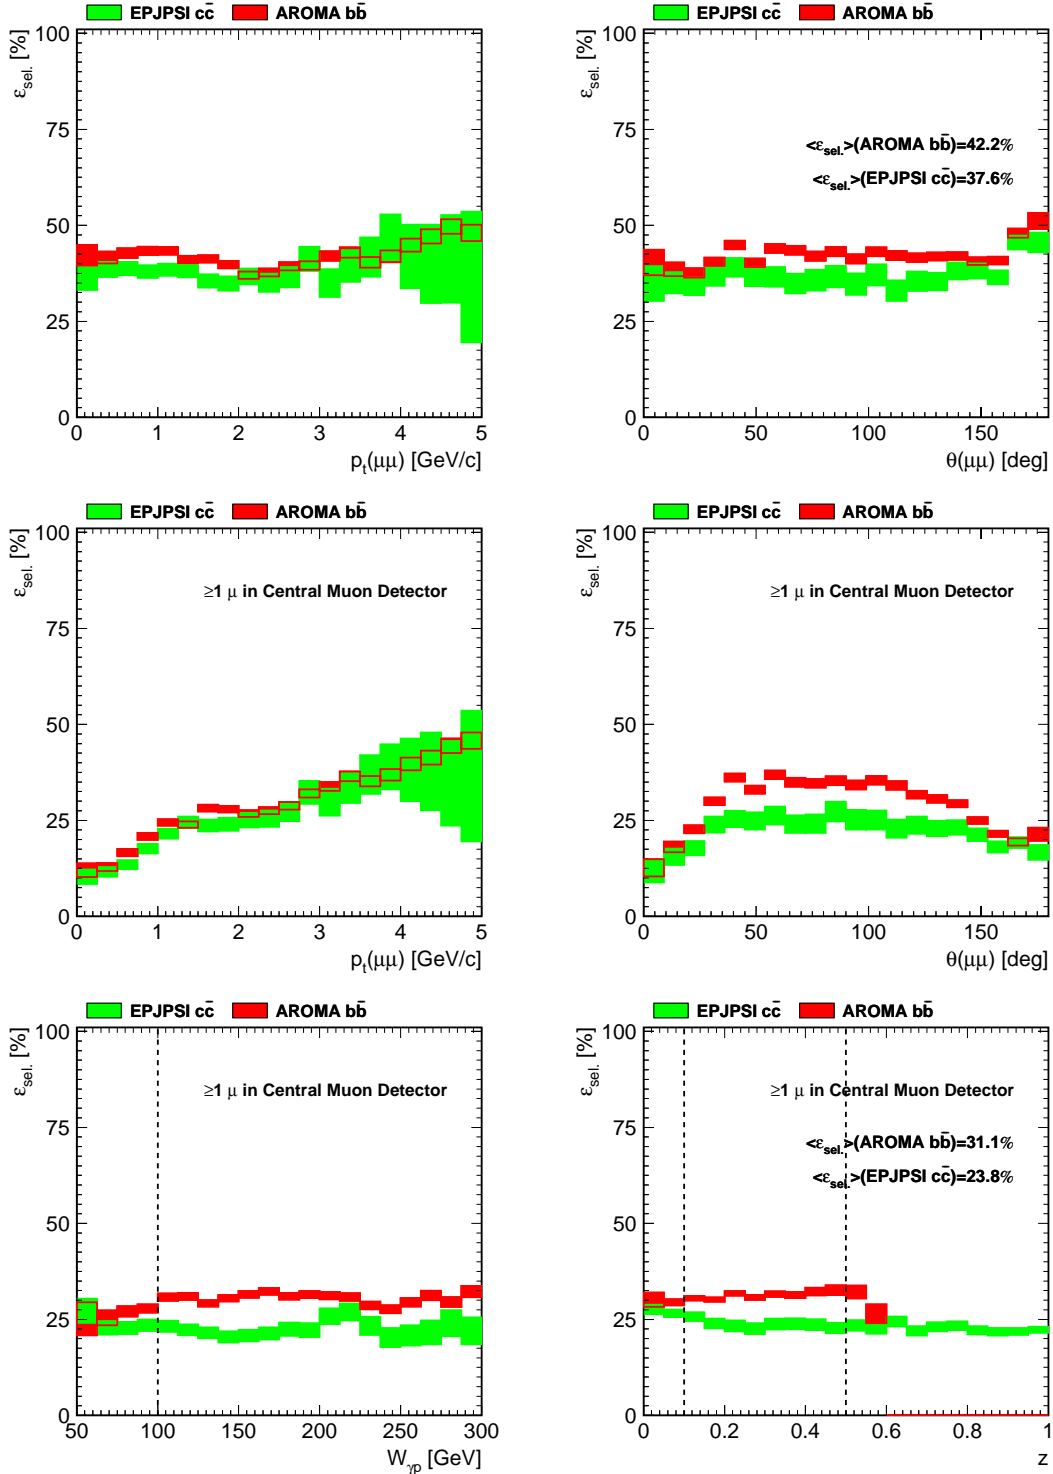 EPJPSI cc̄ AROMA bb̄
ε_sel. [%]
100
75
50
25
0
0 1 2 3 4 5
p_t(μμ) [GeV/c]
EPJPSI cc̄ AROMA bb̄
ε_sel. [%]
100
75
<ε_sel.>(AROMA bb̄)=42.2%
<ε_sel.>(EPJPSI cc̄)=37.6%
50
25
0
0 50 100 150
θ(μμ) [deg]
EPJPSI cc̄ AROMA bb̄
ε_sel. [%]
100
≥1 μ in Central Muon Detector
75
50
25
0
0 1 2 3 4 5
p_t(μμ) [GeV/c]
EPJPSI cc̄ AROMA bb̄
ε_sel. [%]
100
≥1 μ in Central Muon Detector
75
50
25
0
0 50 100 150
θ(μμ) [deg]
EPJPSI cc̄ AROMA bb̄
ε_sel. [%]
100
≥1 μ in Central Muon Detector
75
50
25
0
50 100 150 200 250 300
W_γp [GeV]
EPJPSI cc̄ AROMA bb̄
ε_sel. [%]
100
≥1 μ in Central Muon Detector
75
<ε_sel.>(AROMA bb̄)=31.1%
<ε_sel.>(EPJPSI cc̄)=23.8%
50
25
0
0 0.2 0.4 0.6 0.8 1
z